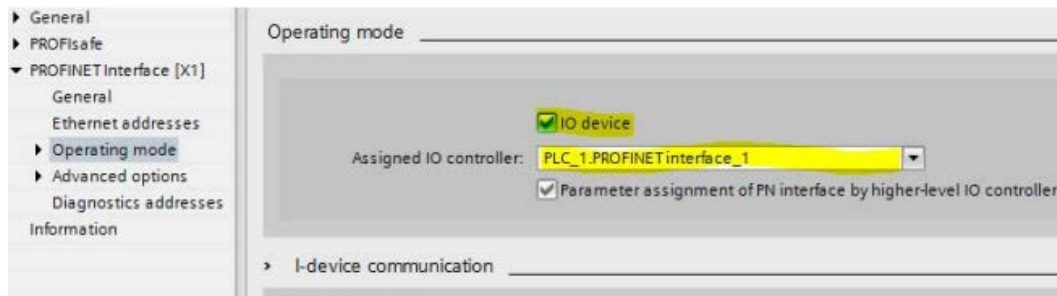 General
PROFIsafe
PROFINET Interface [X1]
General
Ethernet addresses
Operating mode
Advanced options
Diagnostics addresses
Information
Operating mode
IO device
Assigned IO controller: PLC_1.PROFINET interface_1
Parameter assignment of PN interface by higher-level IO controller
I-device communication